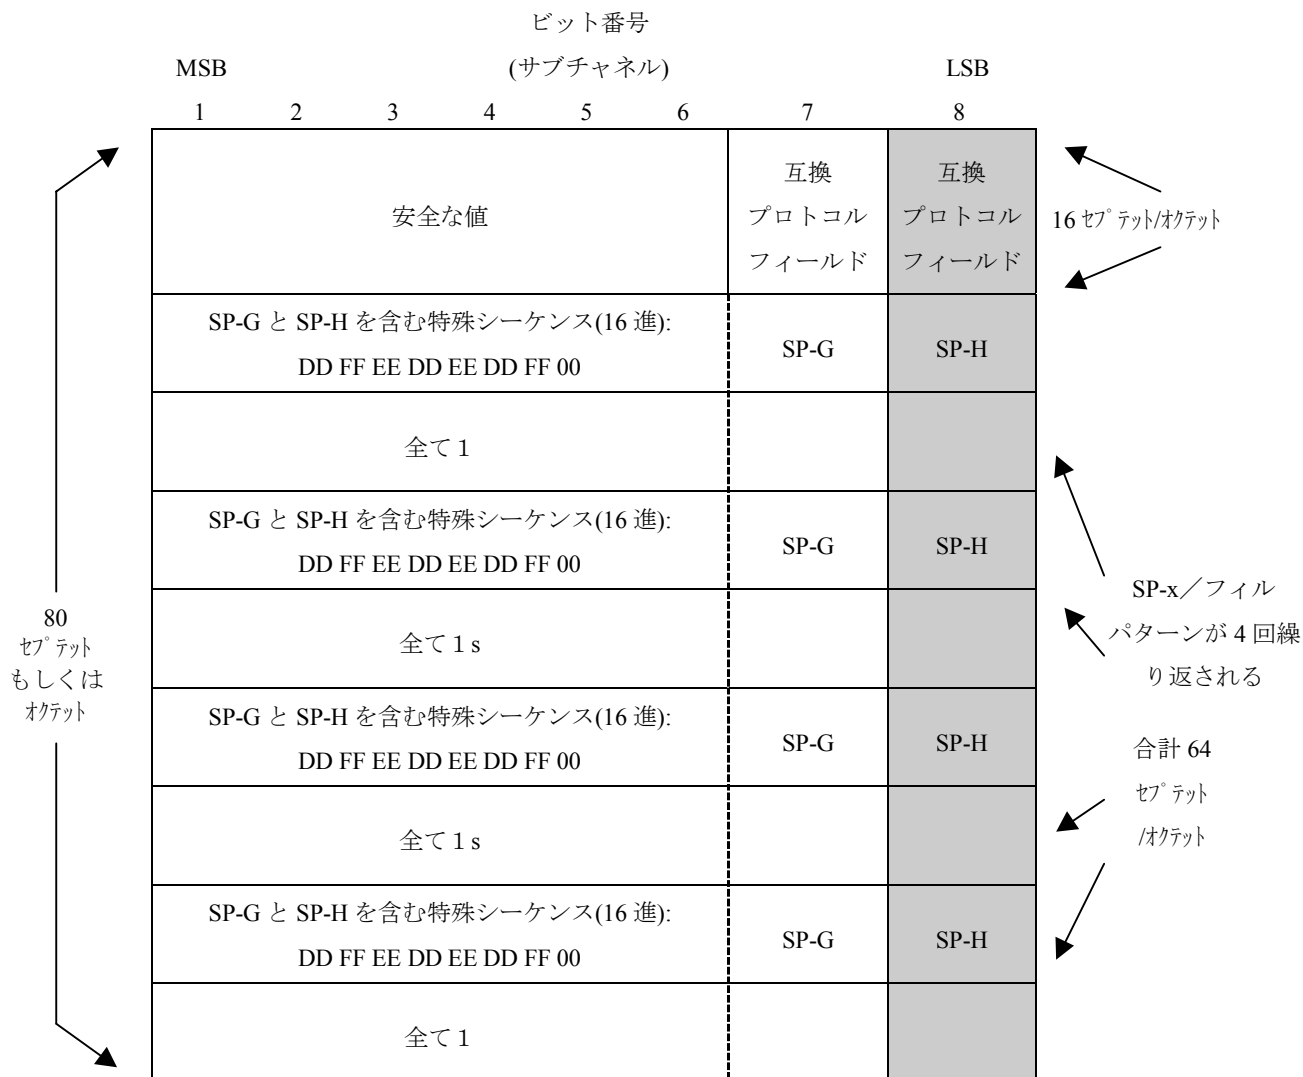 ビット番号
MSB (サブチャネル) LSB
1 2 3 4 5 6 7 8
安全な値
互換
プロトコル
フィールド
互換
プロトコル
フィールド
16 ｾﾌﾟﾃｯﾄ/ｵｸﾃｯﾄ
SP-G と SP-H を含む特殊シーケンス(16 進):
DD FF EE DD EE DD FF 00
SP-G
SP-H
全て１
SP-G と SP-H を含む特殊シーケンス(16 進):
DD FF EE DD EE DD FF 00
SP-G
SP-H
80
ｾﾌﾟﾃｯﾄ
もしくは
ｵｸﾃｯﾄ
全て１s
SP-x／フィル
パターンが 4 回繰
り返される
SP-G と SP-H を含む特殊シーケンス(16 進):
DD FF EE DD EE DD FF 00
SP-G
SP-H
合計 64
ｾﾌﾟﾃｯﾄ
/ｵｸﾃｯﾄ
全て１s
SP-G と SP-H を含む特殊シーケンス(16 進):
DD FF EE DD EE DD FF 00
SP-G
SP-H
全て１